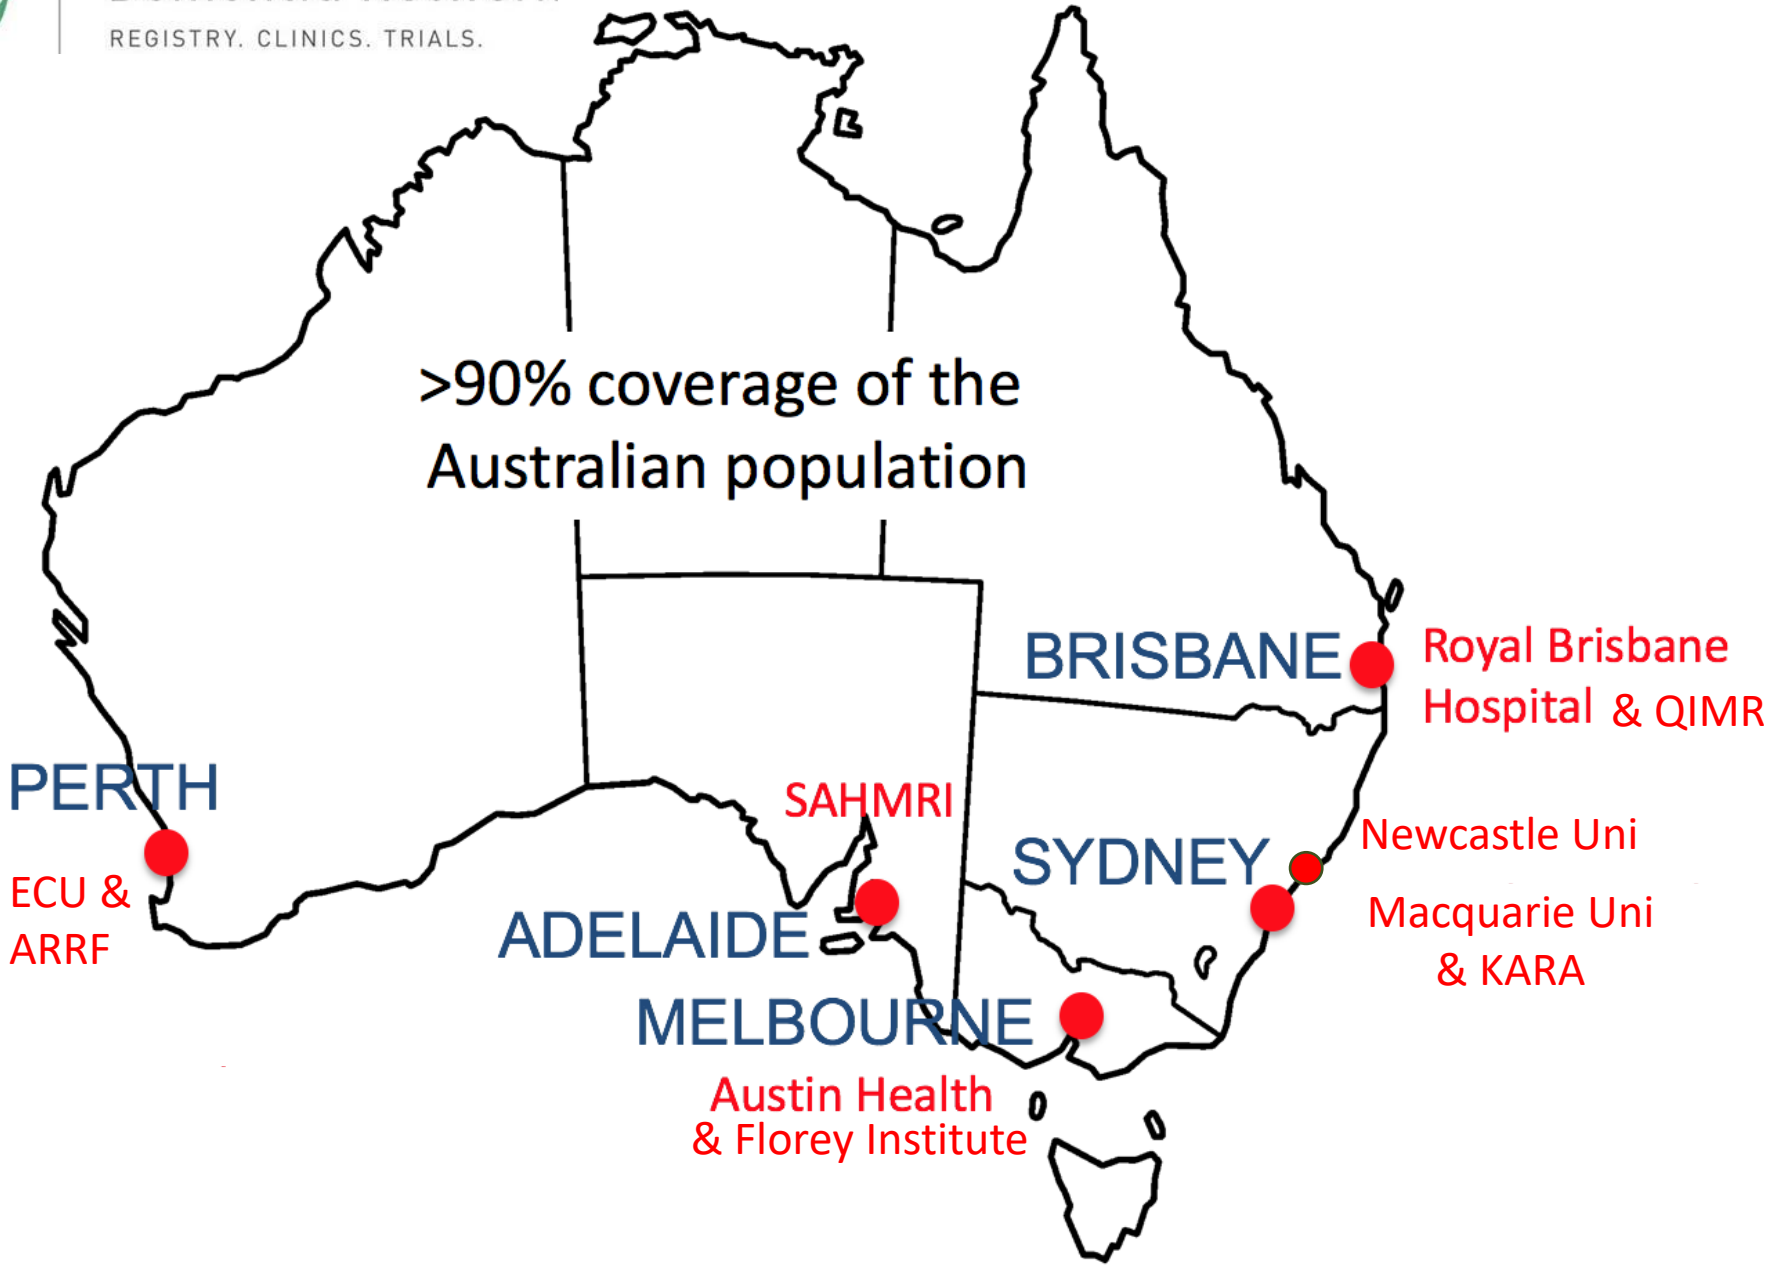 REGISTRY. CLINICS. TRIALS.
>90% coverage of the
Australian population
BRISBANE
Royal Brisbane
Hospital & QIMR
PERTH
ECU &
ARRF
SAHMRI
ADELAIDE
SYDNEY
Newcastle Uni
Macquarie Uni
& KARA
MELBOURNE
Austin Health
& Florey Institute